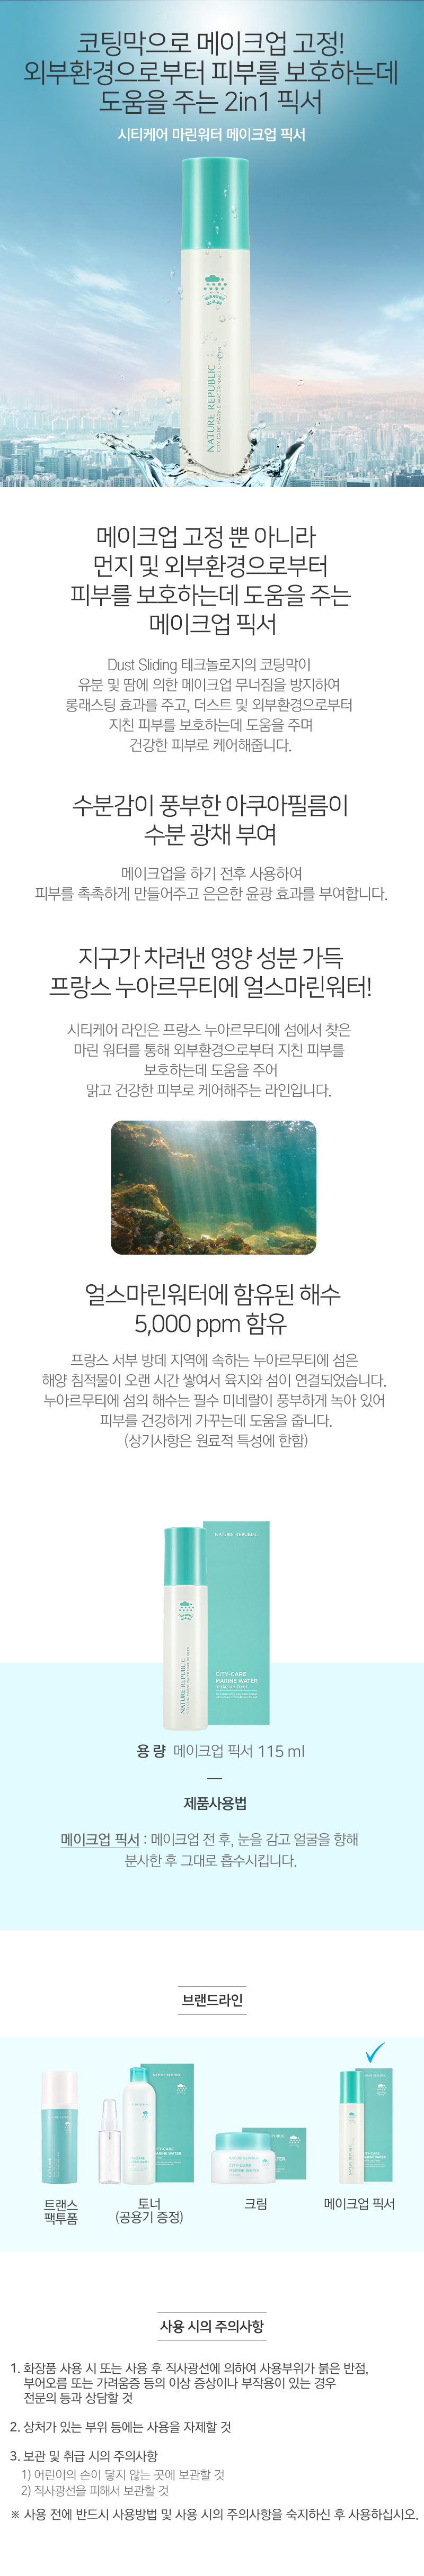 코팅막으로 메이크업 고정!
외부환경으로부터 피부를 보호하는데
도움을 주는 2in1 픽서
시티케어 마린워터 메이크업 픽서
NATURE REPUBLIC
CITY CARE MARINE WATER MAKE UP FIXER
메이크업 고정 뿐 아니라
먼지 및 외부환경으로부터
피부를 보호하는데 도움을 주는
메이크업 픽서
Dust Sliding 테크놀로지의 코팅막이
유분 및 땀에 의한 메이크업 무너짐을 방지하여
롱래스팅 효과를 주고, 더스트 및 외부환경으로부터
지친 피부를 보호하는데 도움을 주며
건강한 피부로 케어해줍니다.
수분감이 풍부한 아쿠아필름이
수분 광채 부여
메이크업을 하기 전후 사용하여
피부를 촉촉하게 만들어주고 은은한 윤광 효과를 부여합니다.
지구가 차려낸 영양 성분 가득
프랑스 누아르무티에 얼스마린워터!
시티케어 라인은 프랑스 누아르무티에 섬에서 찾은
마린 워터를 통해 외부환경으로부터 지친 피부를
보호하는데 도움을 주어
맑고 건강한 피부로 케어해주는 라인입니다.
얼스마린워터에 함유된 해수
5,000 ppm 함유
프랑스 서부 방데 지역에 속하는 누아르무티에 섬은
해양 침적물이 오랜 시간 쌓여서 육지와 섬이 연결되었습니다.
누아르무티에 섬의 해수는 필수 미네랄이 풍부하게 녹아 있어
피부를 건강하게 가꾸는데 도움을 줍니다.
(상기사항은 원료적 특성에 한함)
NATURE REPUBLIC
NATURE REPUBLIC
CITY-CARE
MARINE WATER
make up fixer
용량 메이크업 픽서 115 ml
제품사용법
메이크업 픽서 : 메이크업 전 후, 눈을 감고 얼굴을 향해
분사한 후 그대로 흡수시킵니다.
브랜드라인
트랜스
팩투폼
토너
(공용기 증정)
크림
메이크업 픽서
사용 시의 주의사항
1. 화장품 사용 시 또는 사용 후 직사광선에 의하여 사용부위가 붉은 반점,
부어오름 또는 가려움증 등의 이상 증상이나 부작용이 있는 경우
전문의 등과 상담할 것
2. 상처가 있는 부위 등에는 사용을 자제할 것
3. 보관 및 취급 시의 주의사항
1) 어린이의 손이 닿지 않는 곳에 보관할 것
2) 직사광선을 피해서 보관할 것
※ 사용 전에 반드시 사용방법 및 사용 시의 주의사항을 숙지하신 후 사용하십시오.